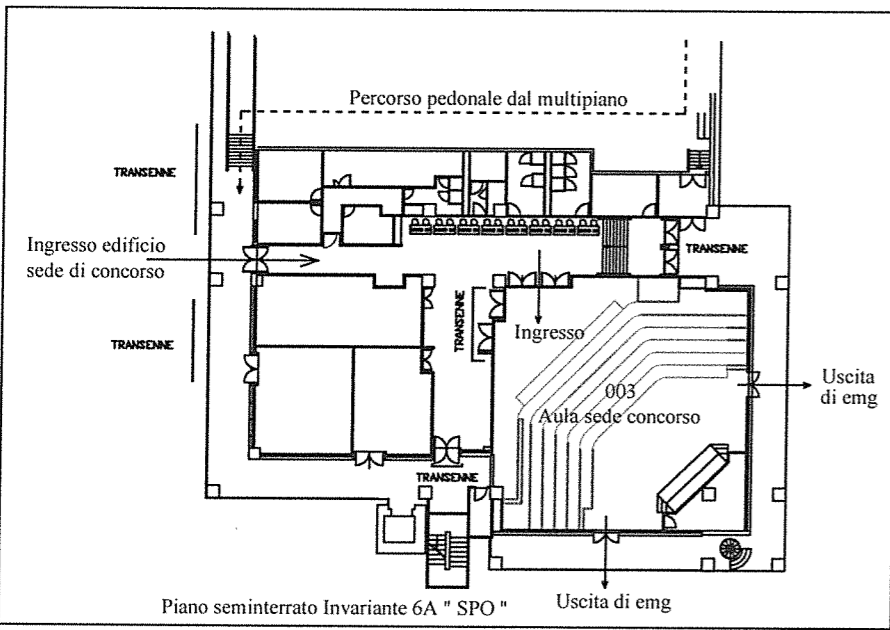 Percorso pedonale dal multipiano
TRANSENNE
Ingresso edificio
sede di concorso
TRANSENNE
TRANSENNE
TRANSENNE
Ingresso
003
Aula sede concorso
Uscita
di emg
TRANSENNE
Piano seminterrato Invariante 6A " SPO "
Uscita di emg